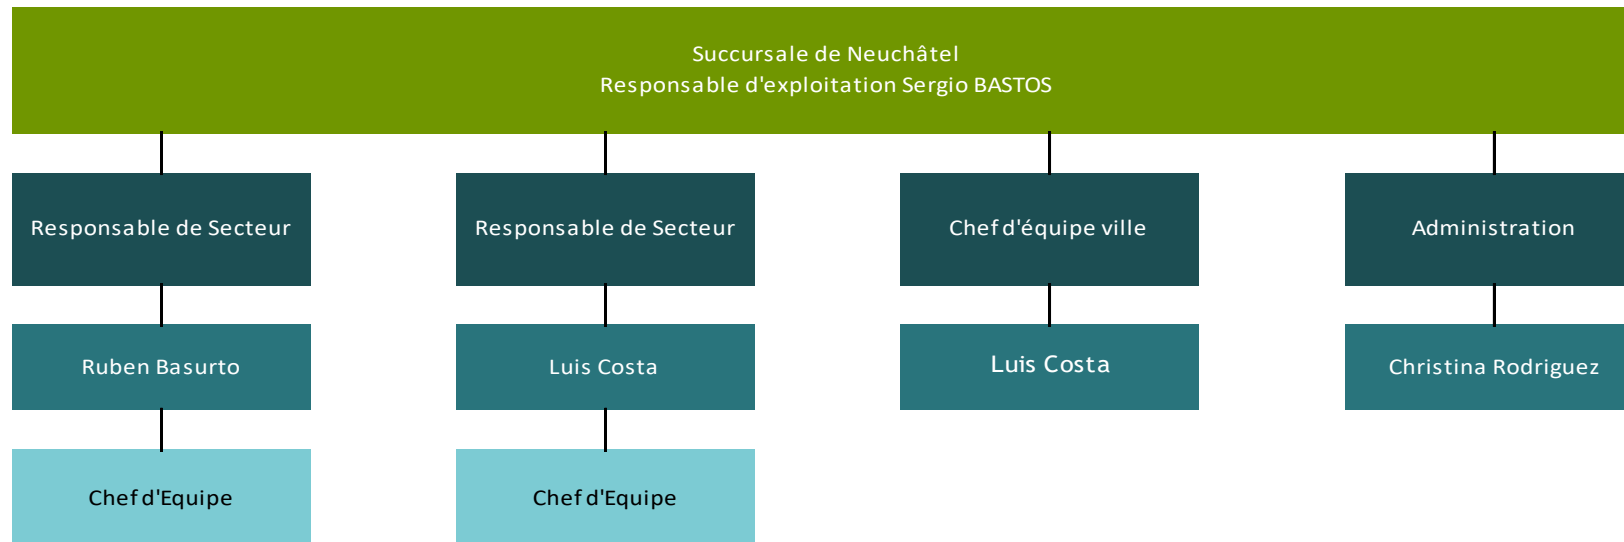 Succursale de Neuchâtel
Responsable d'exploitation Sergio BASTOS
Responsable de Secteur
Responsable de Secteur
Chef d'équipe ville
Administration
Ruben Basurto
Luis Costa
Luis Costa
Christina Rodriguez
Chef d'Equipe
Chef d'Equipe